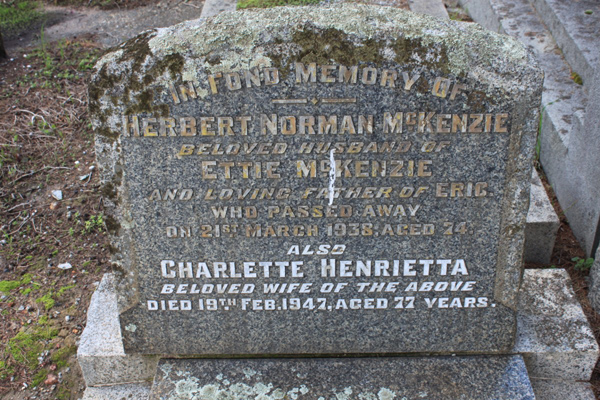 IN FOND MEMORY OF
HERBERT NORMAN McKENZIE
BELOVED HUSBAND OF
ETTIE McKENZIE
AND LOVING FATHER OF ERIC.
WHO PASSED AWAY
ON 21ST MARCH 1938, AGED 74.
ALSO
CHARLETTE HENRIETTA
BELOVED WIFE OF THE ABOVE
DIED 19TH FEB. 1947, AGED 77 YEARS.